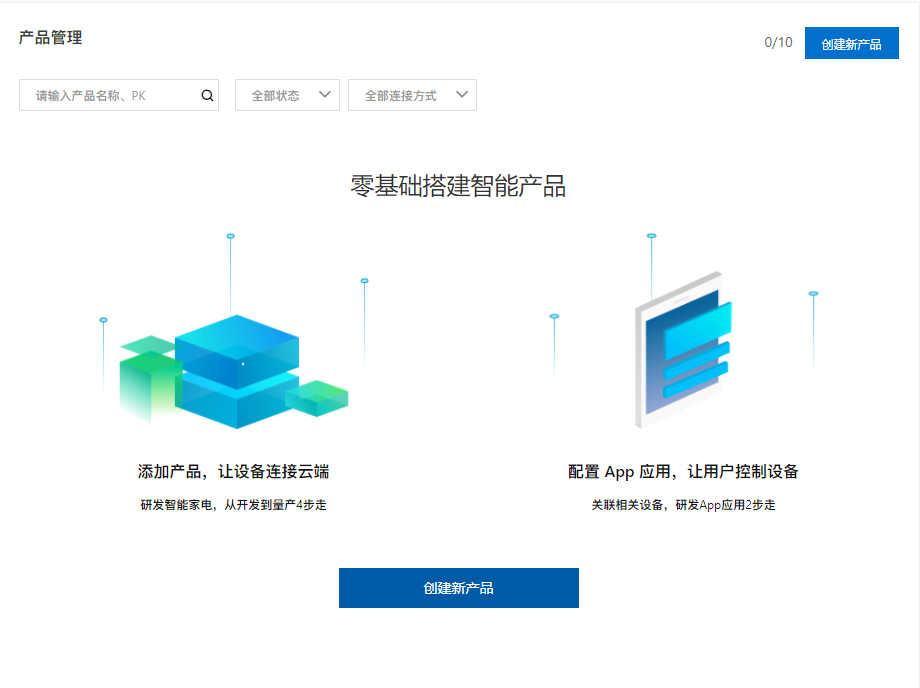 产品管理
0/10
创建新产品
请输入产品名称、PK
全部状态
全部连接方式
零基础搭建智能产品
添加产品，让设备连接云端
研发智能家电，从开发到量产4步走
配置 App 应用，让用户控制设备
关联相关设备，研发App应用2步走
创建新产品